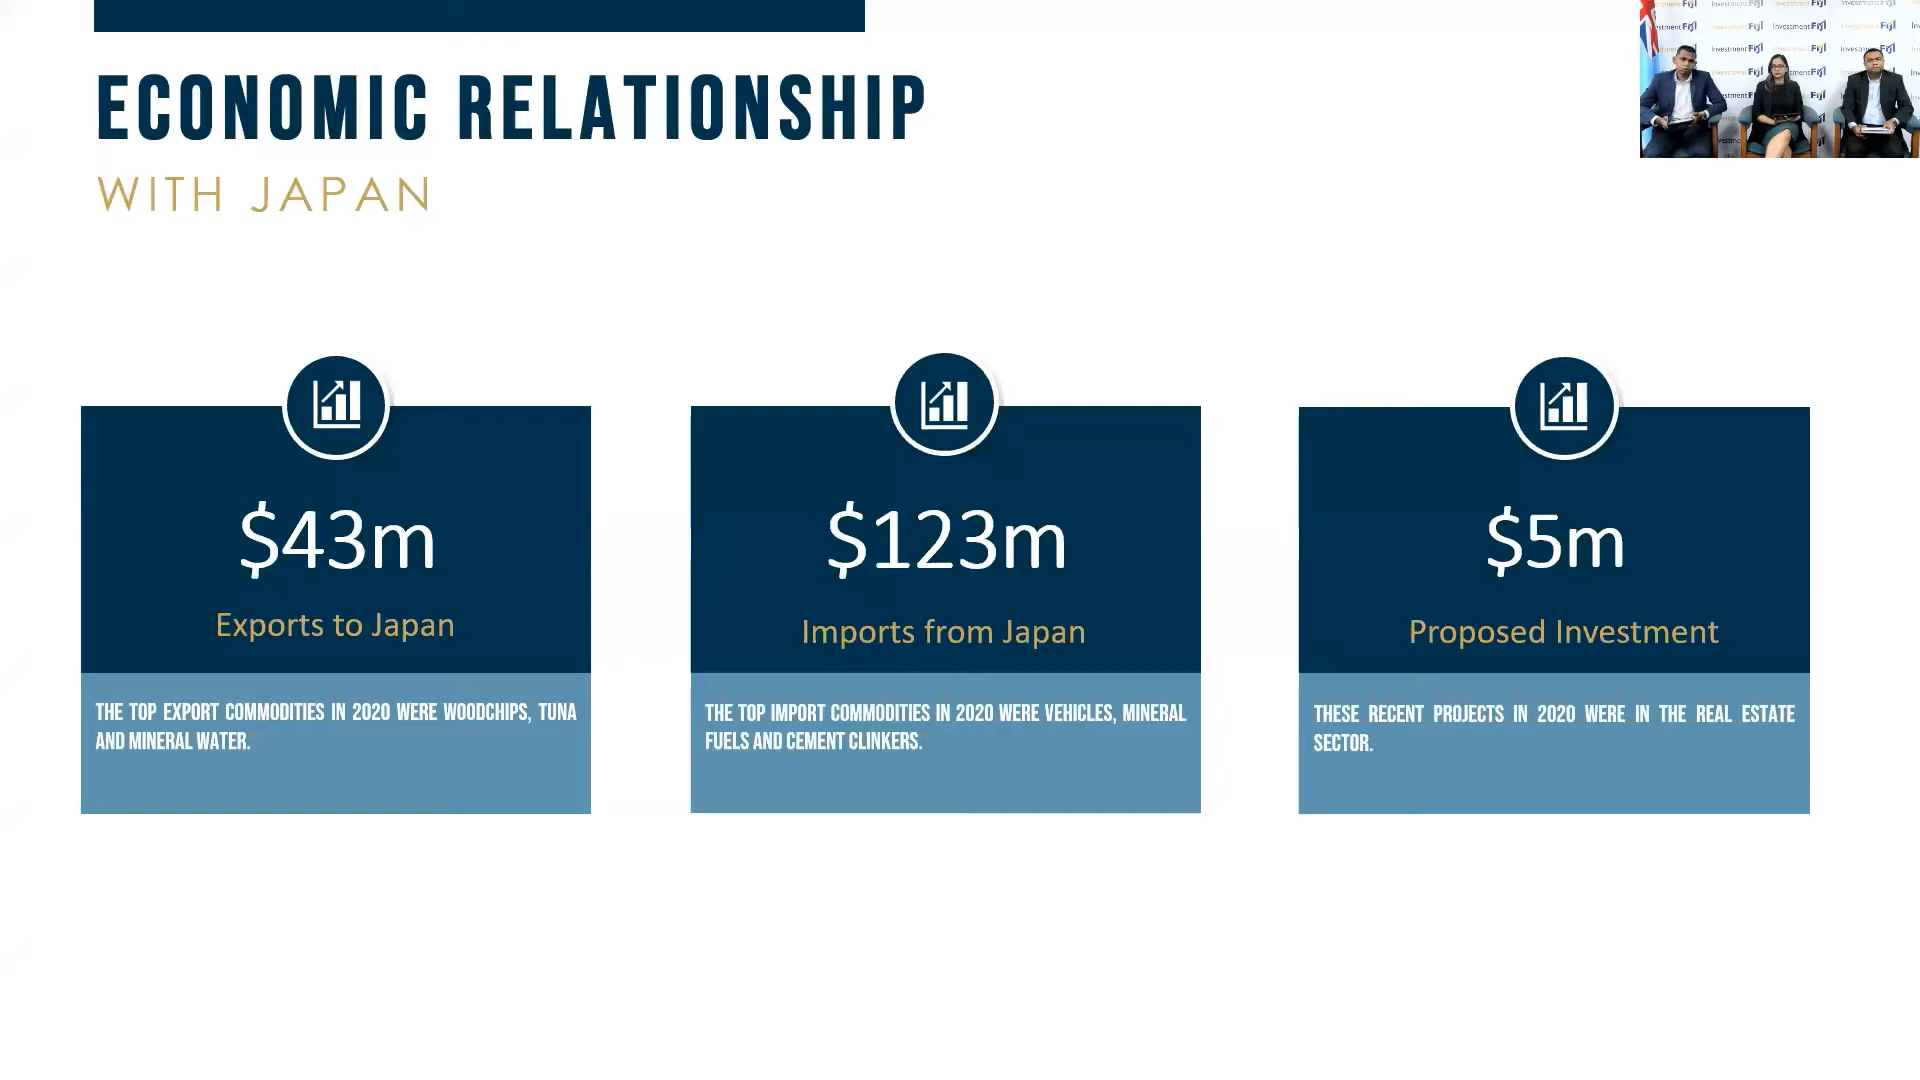 ECONOMIC RELATIONSHIP
WITH JAPAN
$43m
Exports to Japan
THE TOP EXPORT COMMODITIES IN 2020 WERE WOODCHIPS, TUNA
AND MINERAL WATER.
$123m
Imports from Japan
THE TOP IMPORT COMMODITIES IN 2020 WERE VEHICLES, MINERAL
FUELS AND CEMENT CLINKERS.
$5m
Proposed Investment
THESE RECENT PROJECTS IN 2020 WERE IN THE REAL ESTATE
SECTOR.
Investment Fiji